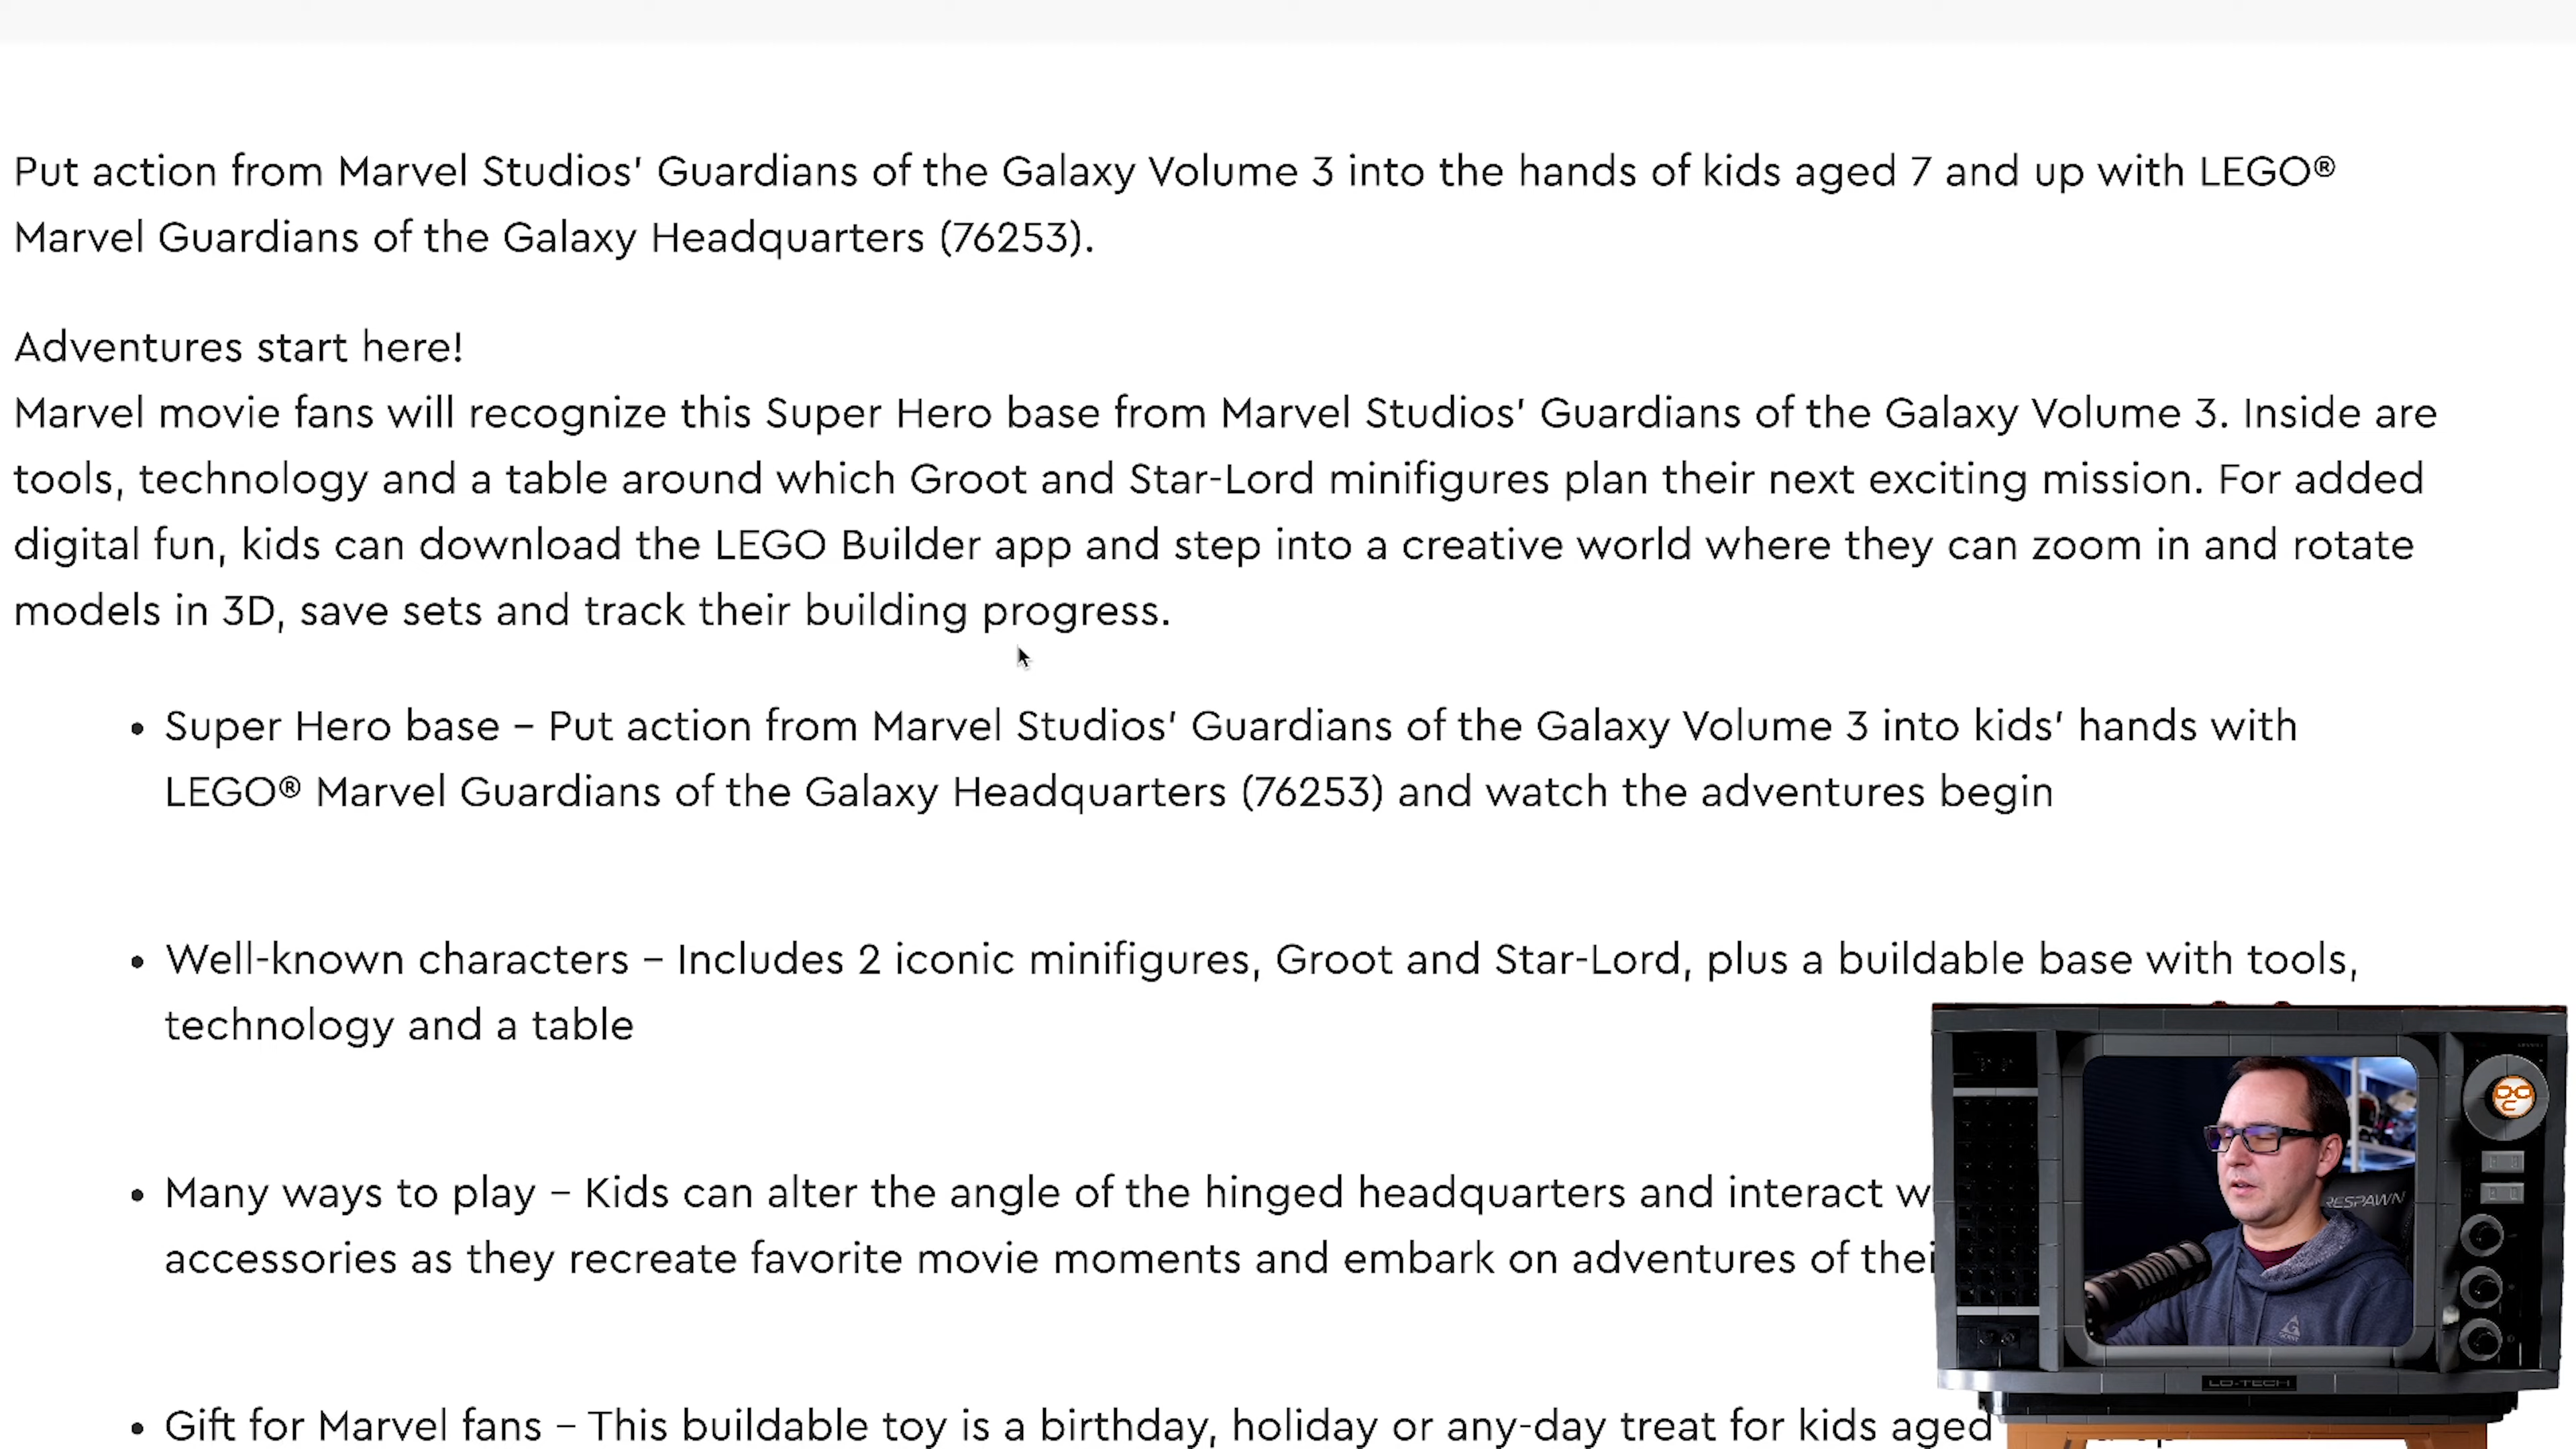 Put action from Marvel Studios' Guardians of the Galaxy Volume 3 into the hands of kids aged 7 and up with LEGO®
Marvel Guardians of the Galaxy Headquarters (76253).
Adventures start here!
Marvel movie fans will recognize this Super Hero base from Marvel Studios' Guardians of the Galaxy Volume 3. Inside are
tools, technology and a table around which Groot and Star-Lord minifigures plan their next exciting mission. For added
digital fun, kids can download the LEGO Builder app and step into a creative world where they can zoom in and rotate
models in 3D, save sets and track their building progress.
• Super Hero base – Put action from Marvel Studios' Guardians of the Galaxy Volume 3 into kids' hands with
LEGO® Marvel Guardians of the Galaxy Headquarters (76253) and watch the adventures begin
• Well-known characters – Includes 2 iconic minifigures, Groot and Star-Lord, plus a buildable base with tools,
technology and a table
• Many ways to play – Kids can alter the angle of the hinged headquarters and interact
accessories as they recreate favorite movie moments and embark on adventures of
• Gift for Marvel fans – This buildable toy is a birthday, holiday or any-day treat for kids aged
RESPAWN
LO-TECH